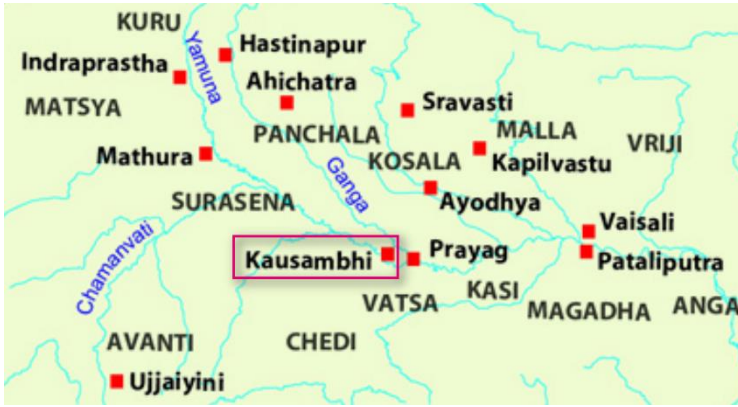 KURU
Hastinapur
Indraprastha
Yamuna
Ahichatra
MATSYA
Sravasti
PANCHALA
MALLA
VRIJI
Mathura
KOSALA
Kapilvastu
Ganga
SURASENA
Ayodhya
Vaisali
Chamanvati
Kausambhi
Prayag
Pataliputra
VATSA
KASI
MAGADHA
ANGA
AVANTI
CHEDI
Ujjaiyini